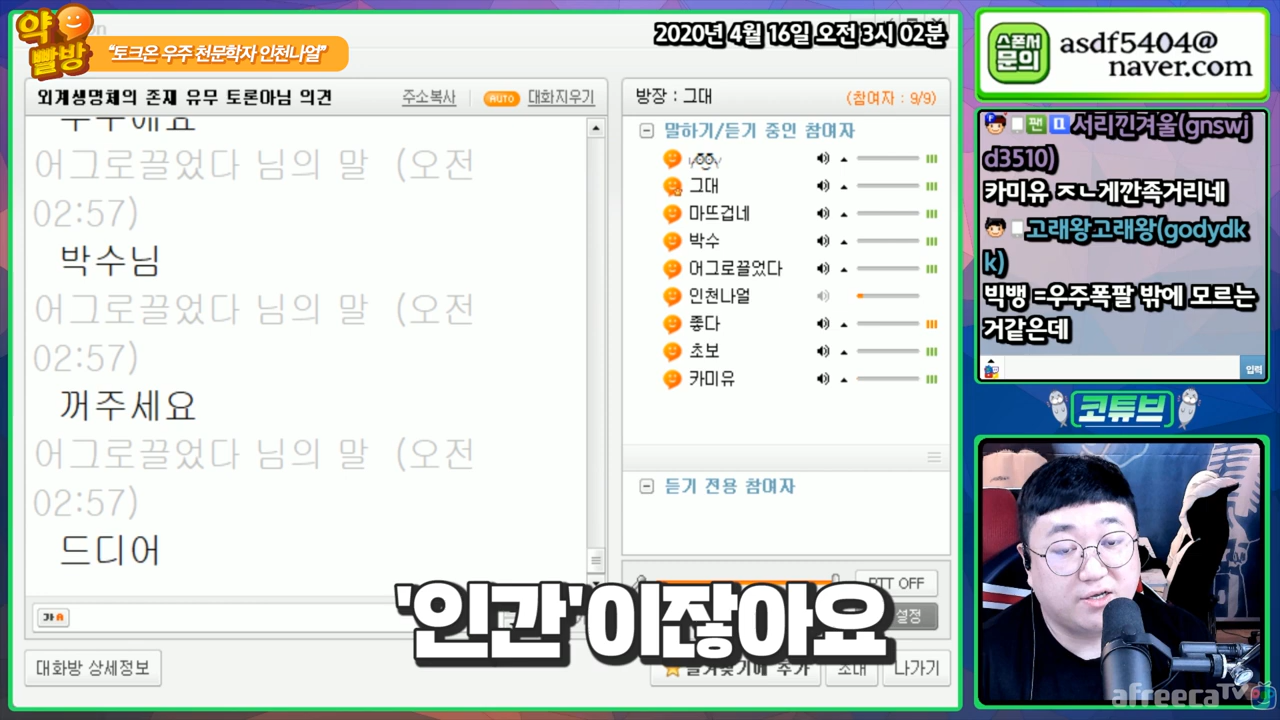 약빨방
"토크온 우주 천문학자 인천나얼"
2020년 4월 16일 오전 3시 02분
외계생명체의 존재 유무 토론아님 의견
주소복사
AUTO 대화지우기
우주에요
어그로끌었다 님의 말 (오전
02:57)
박수님
어그로끌었다 님의 말 (오전
02:57)
꺼주세요
어그로끌었다 님의 말 (오전
02:57)
드디어
가A
대화방 상세정보
방장 : 그대
(참여자 : 9/9)
말하기/듣기 중인 참여자
그대
마뜨겁네
박수
어그로끌었다
인천나얼
좋다
초보
카미유
듣기 전용 참여자
PTT OFF
설정
'인간'이잖아요
즐겨찾기에 추가
초대
나가기
스폰서
문의
asdf5404@
naver.com
서리낀겨울(gnswj
d3510)
카미유 ㅈㄴ게깐족거리네
고래왕고래왕(godydk
k)
빅뱅 =우주폭팔 밖에 모르는
거같은데
입력
코튜브
afreecaTV